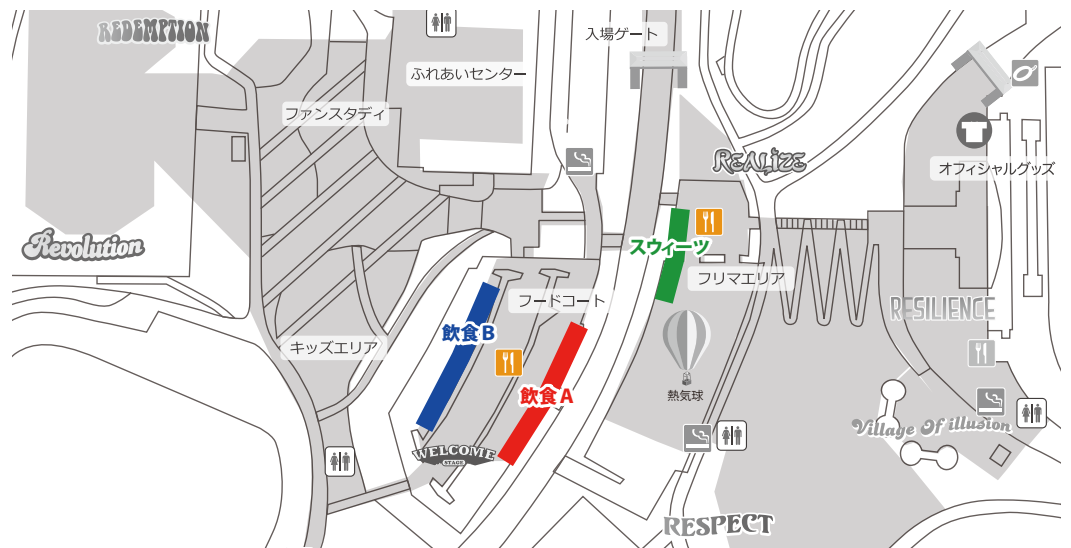 REDEMPTION
入場ゲート
ふれあいセンター
ファンスタディ
REALIZE
オフィシャルグッズ
Revolution
スウィーツ
フリマエリア
フードコート
RESILIENCE
飲食B
キッズエリア
飲食A
熱気球
Village Of illusion
WELCOME
STAGE
RESPECT